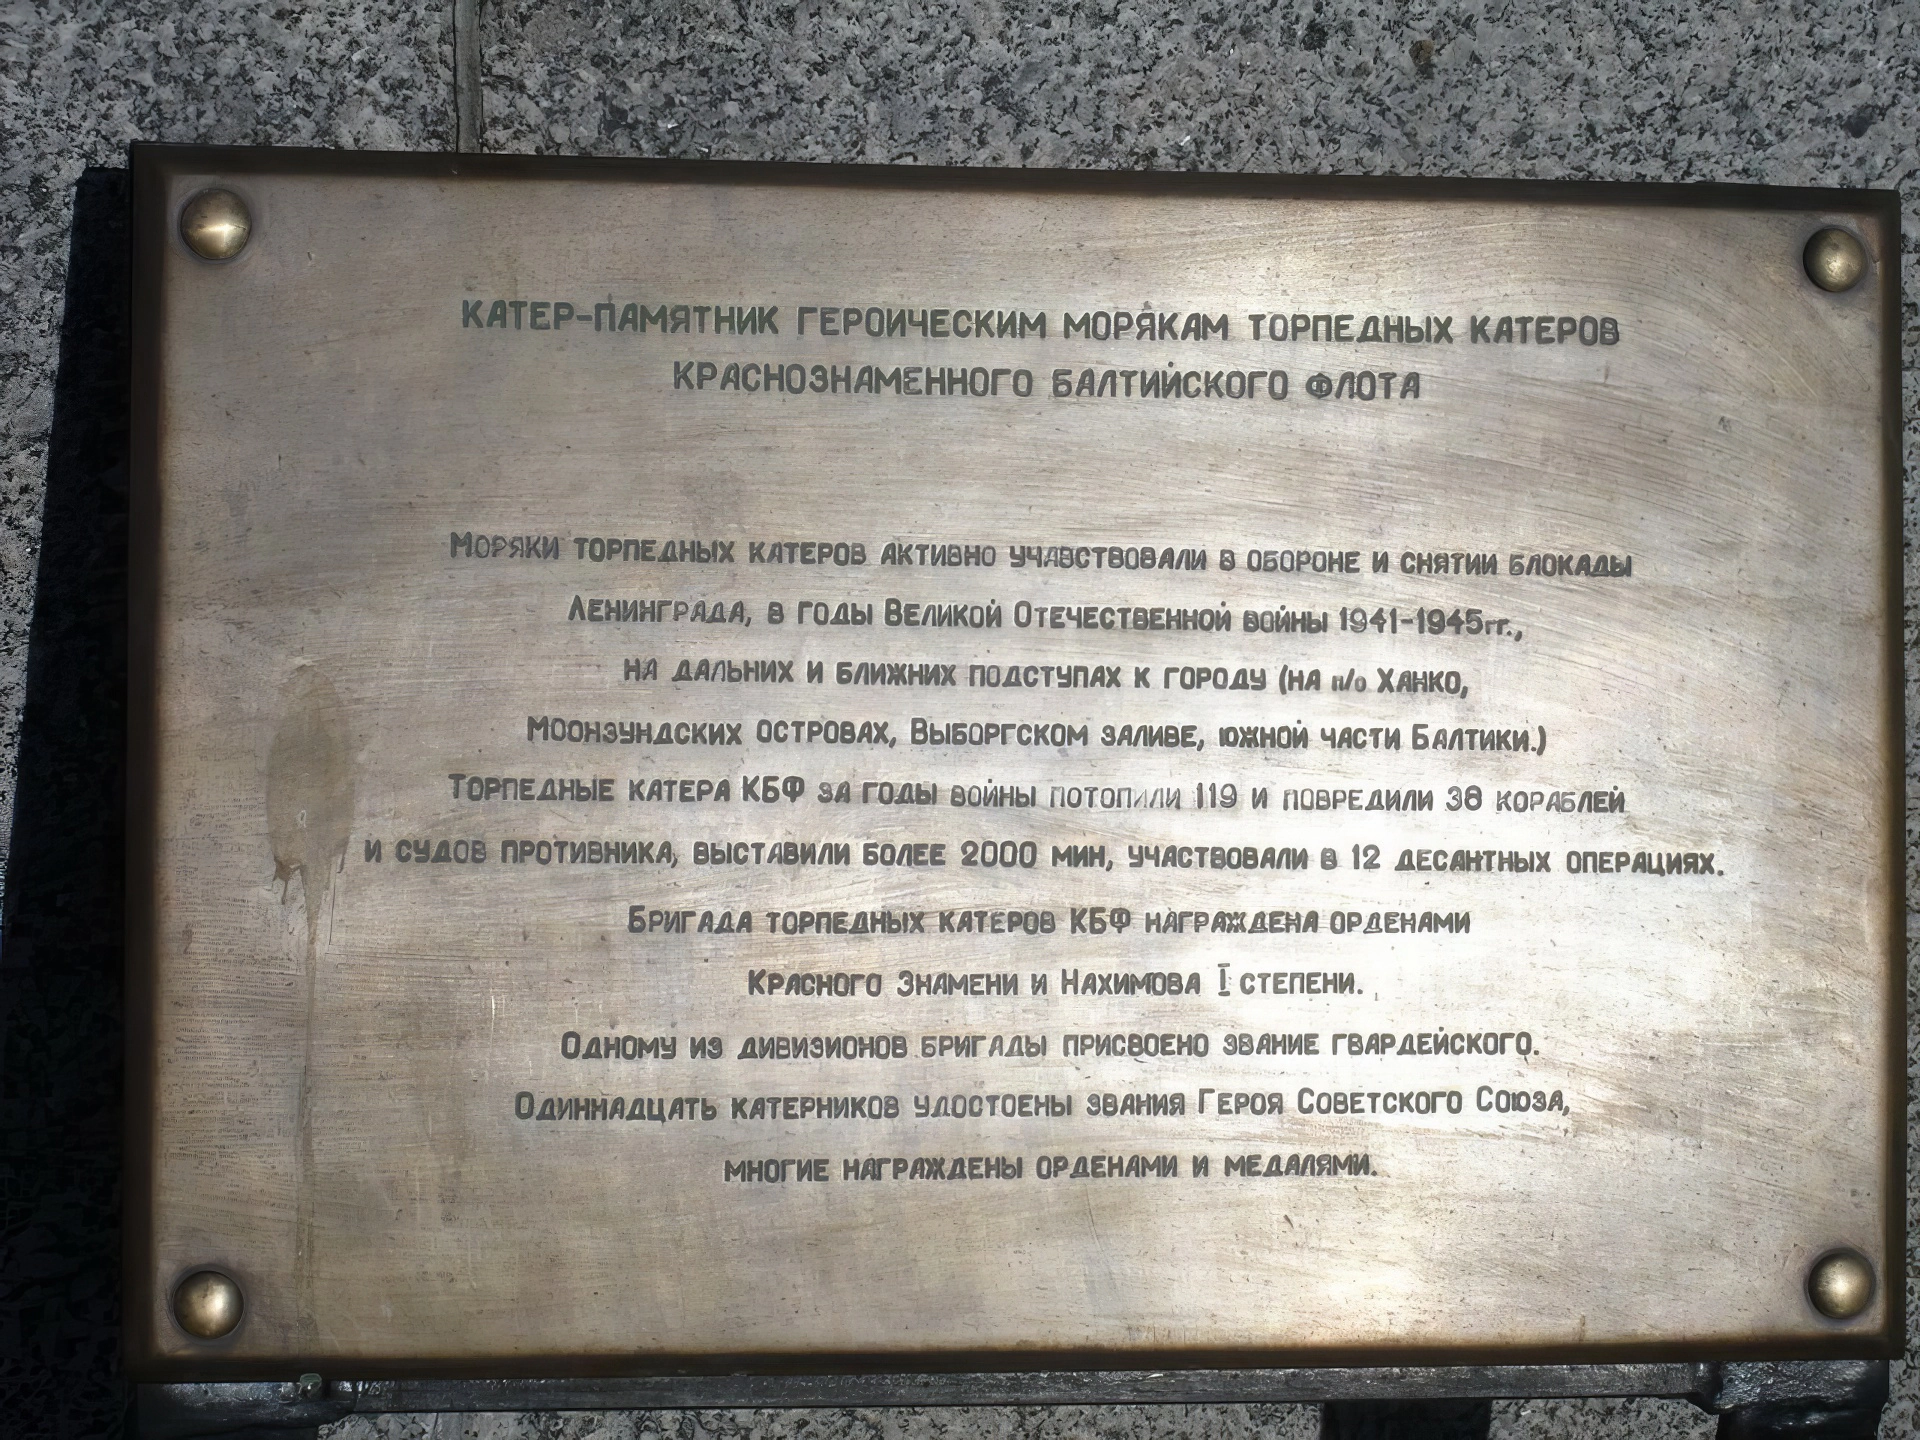 КАТЕР-ПАМЯТНИК ГЕРОИЧЕСКИМ МОРЯКАМ ТОРПЕДНЫХ КАТЕРОВ
КРАСНОЗНАМЕННОГО БАЛТИЙСКОГО ФЛОТА
Моряки торпедных катеров активно учавствовали в обороне и снятии блокады
Ленинграда, в годы Великой Отечественной войны 1941-1945гг.,
на дальних и ближних подступах к городу (на п/о Ханко,
Моонзундских островах, Выборгском заливе, южной части Балтики.)
Торпедные катера КБФ за годы войны потопили 119 и повредили 38 кораблей
и судов противника, выставили более 2000 мин, участвовали в 12 десантных операциях.
Бригада торпедных катеров КБФ награждена орденами
Красного Знамени и Нахимова I степени.
Одному из дивизионов бригады присвоено звание гвардейского.
Одиннадцать катерников удостоены звания Героя Советского Союза,
многие награждены орденами и медалями.